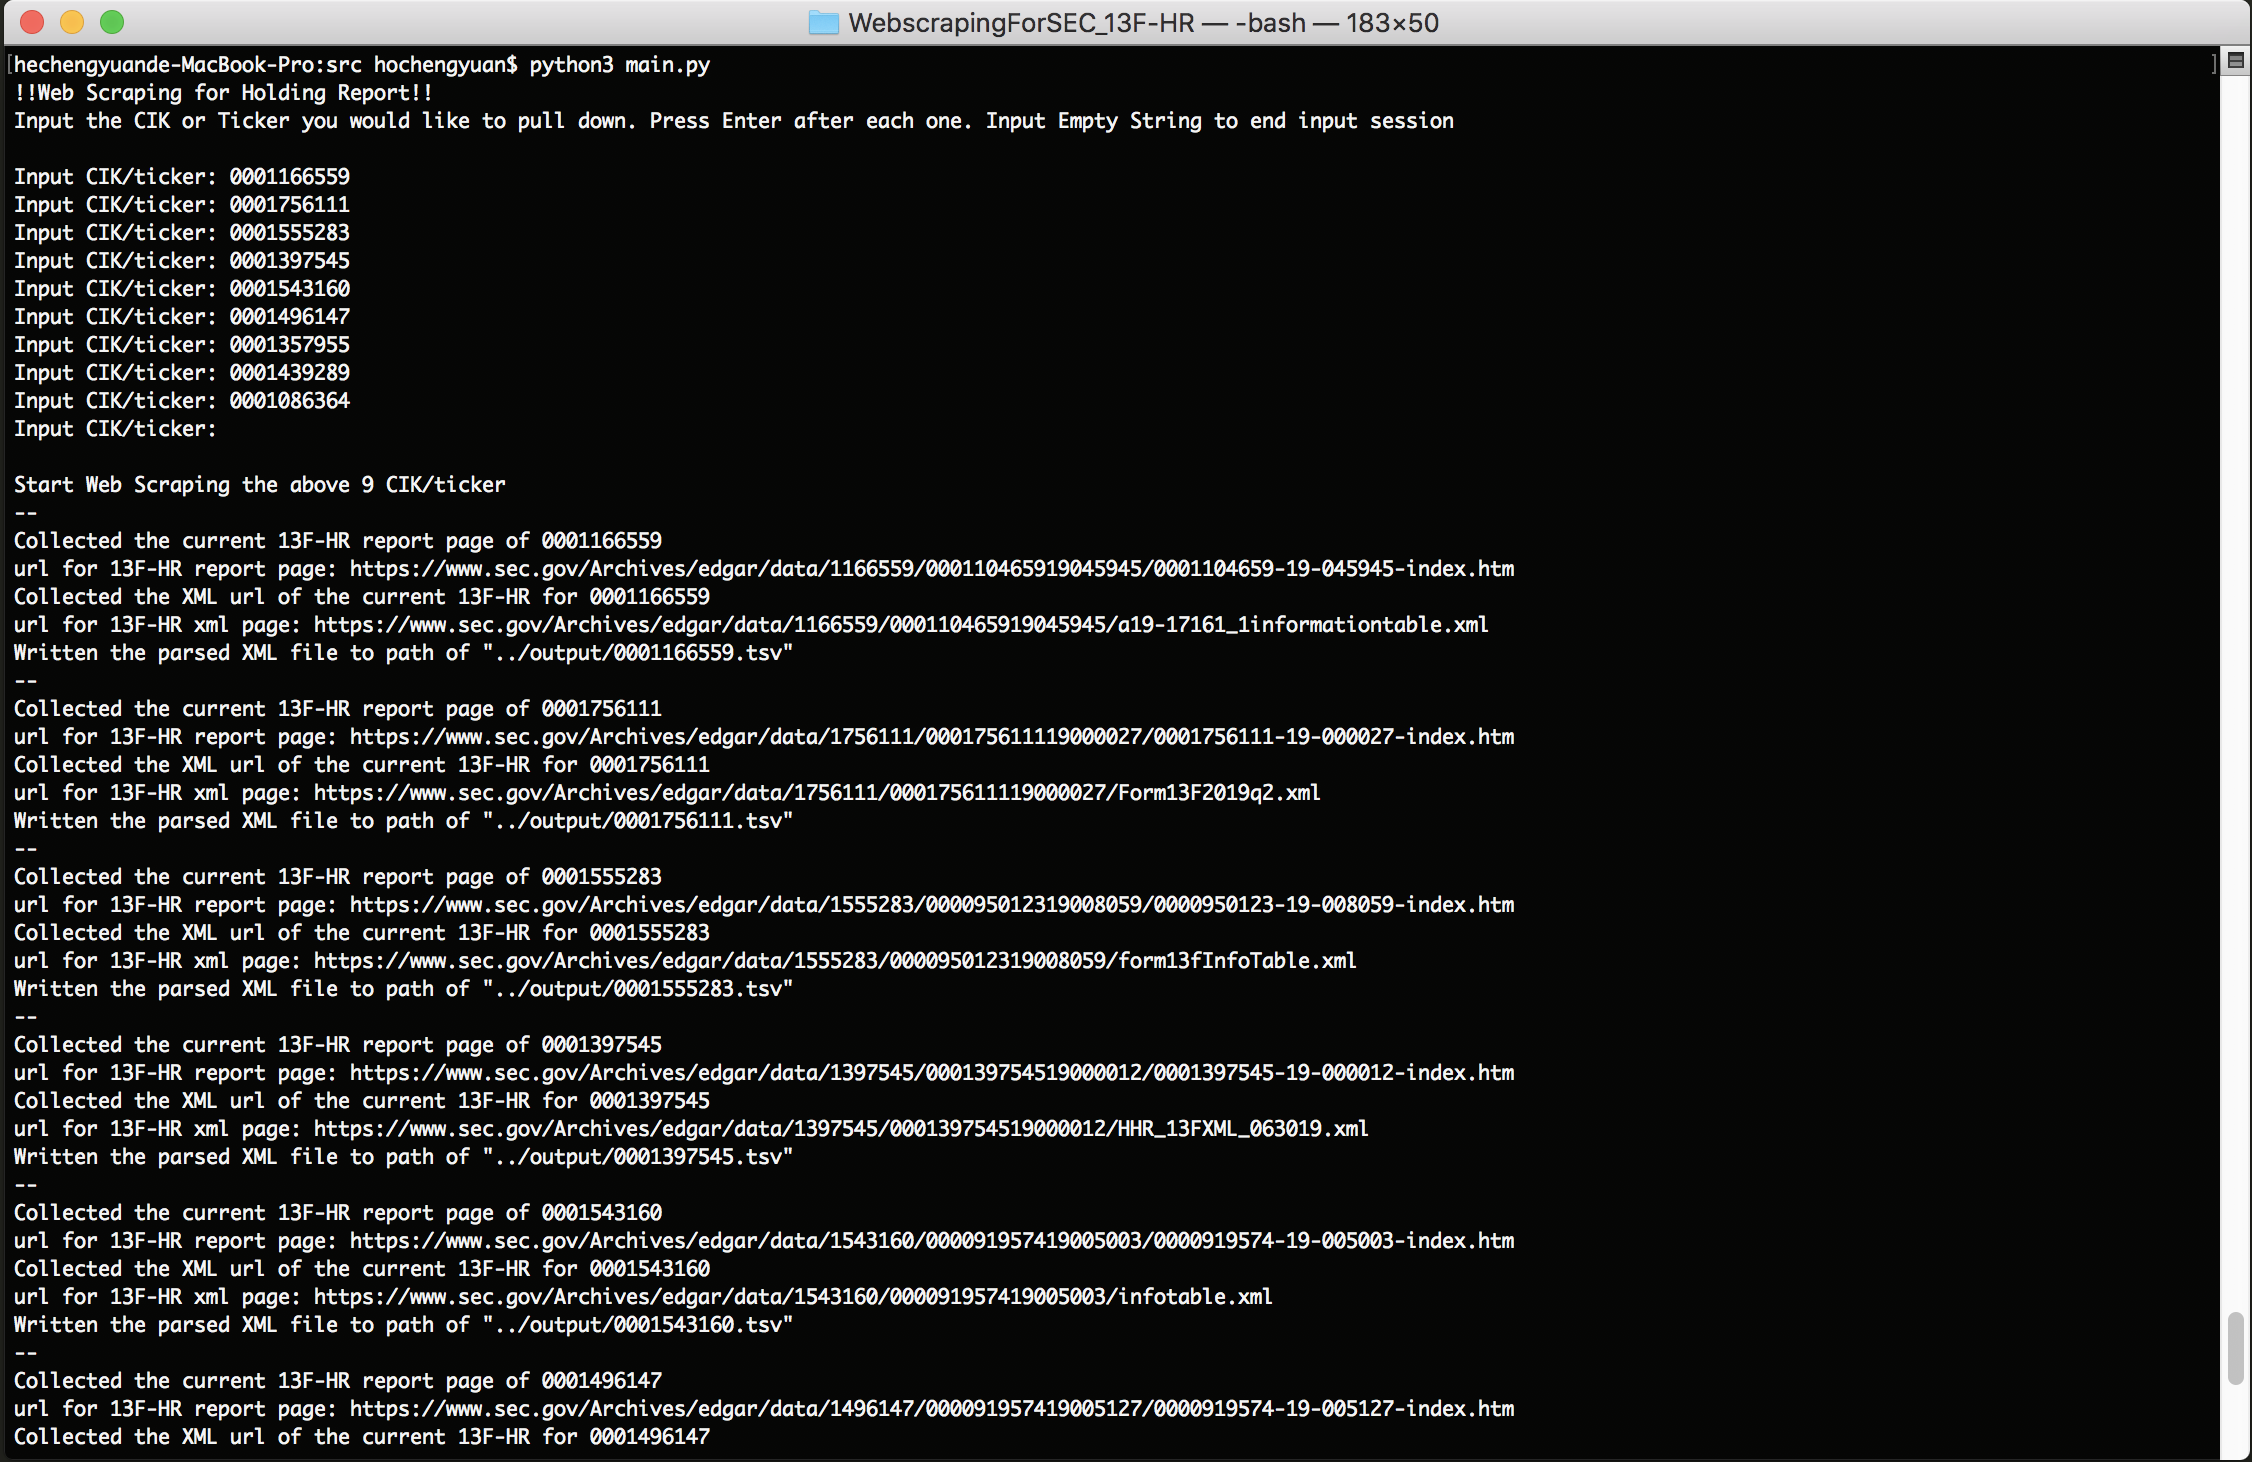 WebscrapingForSEC_13F-HR — -bash — 183×50
[hechengyuande-MacBook-Pro:src hochengyuan$ python3 main.py ]
!!Web Scraping for Holding Report!!
Input the CIK or Ticker you would like to pull down. Press Enter after each one. Input Empty String to end input session
Input CIK/ticker: 0001166559
Input CIK/ticker: 0001756111
Input CIK/ticker: 0001555283
Input CIK/ticker: 0001397545
Input CIK/ticker: 0001543160
Input CIK/ticker: 0001496147
Input CIK/ticker: 0001357955
Input CIK/ticker: 0001439289
Input CIK/ticker: 0001086364
Input CIK/ticker:
Start Web Scraping the above 9 CIK/ticker
--
Collected the current 13F-HR report page of 0001166559
url for 13F-HR report page: https://www.sec.gov/Archives/edgar/data/1166559/000110465919045945/0001104659-19-045945-index.htm
Collected the XML url of the current 13F-HR for 0001166559
url for 13F-HR xml page: https://www.sec.gov/Archives/edgar/data/1166559/000110465919045945/a19-17161_1informationtable.xml
Written the parsed XML file to path of "../output/0001166559.tsv"
--
Collected the current 13F-HR report page of 0001756111
url for 13F-HR report page: https://www.sec.gov/Archives/edgar/data/1756111/000175611119000027/0001756111-19-000027-index.htm
Collected the XML url of the current 13F-HR for 0001756111
url for 13F-HR xml page: https://www.sec.gov/Archives/edgar/data/1756111/000175611119000027/Form13F2019q2.xml
Written the parsed XML file to path of "../output/0001756111.tsv"
--
Collected the current 13F-HR report page of 0001555283
url for 13F-HR report page: https://www.sec.gov/Archives/edgar/data/1555283/000095012319008059/0000950123-19-008059-index.htm
Collected the XML url of the current 13F-HR for 0001555283
url for 13F-HR xml page: https://www.sec.gov/Archives/edgar/data/1555283/000095012319008059/form13fInfoTable.xml
Written the parsed XML file to path of "../output/0001555283.tsv"
--
Collected the current 13F-HR report page of 0001397545
url for 13F-HR report page: https://www.sec.gov/Archives/edgar/data/1397545/000139754519000012/0001397545-19-000012-index.htm
Collected the XML url of the current 13F-HR for 0001397545
url for 13F-HR xml page: https://www.sec.gov/Archives/edgar/data/1397545/000139754519000012/HHR_13FXML_063019.xml
Written the parsed XML file to path of "../output/0001397545.tsv"
--
Collected the current 13F-HR report page of 0001543160
url for 13F-HR report page: https://www.sec.gov/Archives/edgar/data/1543160/000091957419005003/0000919574-19-005003-index.htm
Collected the XML url of the current 13F-HR for 0001543160
url for 13F-HR xml page: https://www.sec.gov/Archives/edgar/data/1543160/000091957419005003/infotable.xml
Written the parsed XML file to path of "../output/0001543160.tsv"
--
Collected the current 13F-HR report page of 0001496147
url for 13F-HR report page: https://www.sec.gov/Archives/edgar/data/1496147/000091957419005127/0000919574-19-005127-index.htm
Collected the XML url of the current 13F-HR for 0001496147